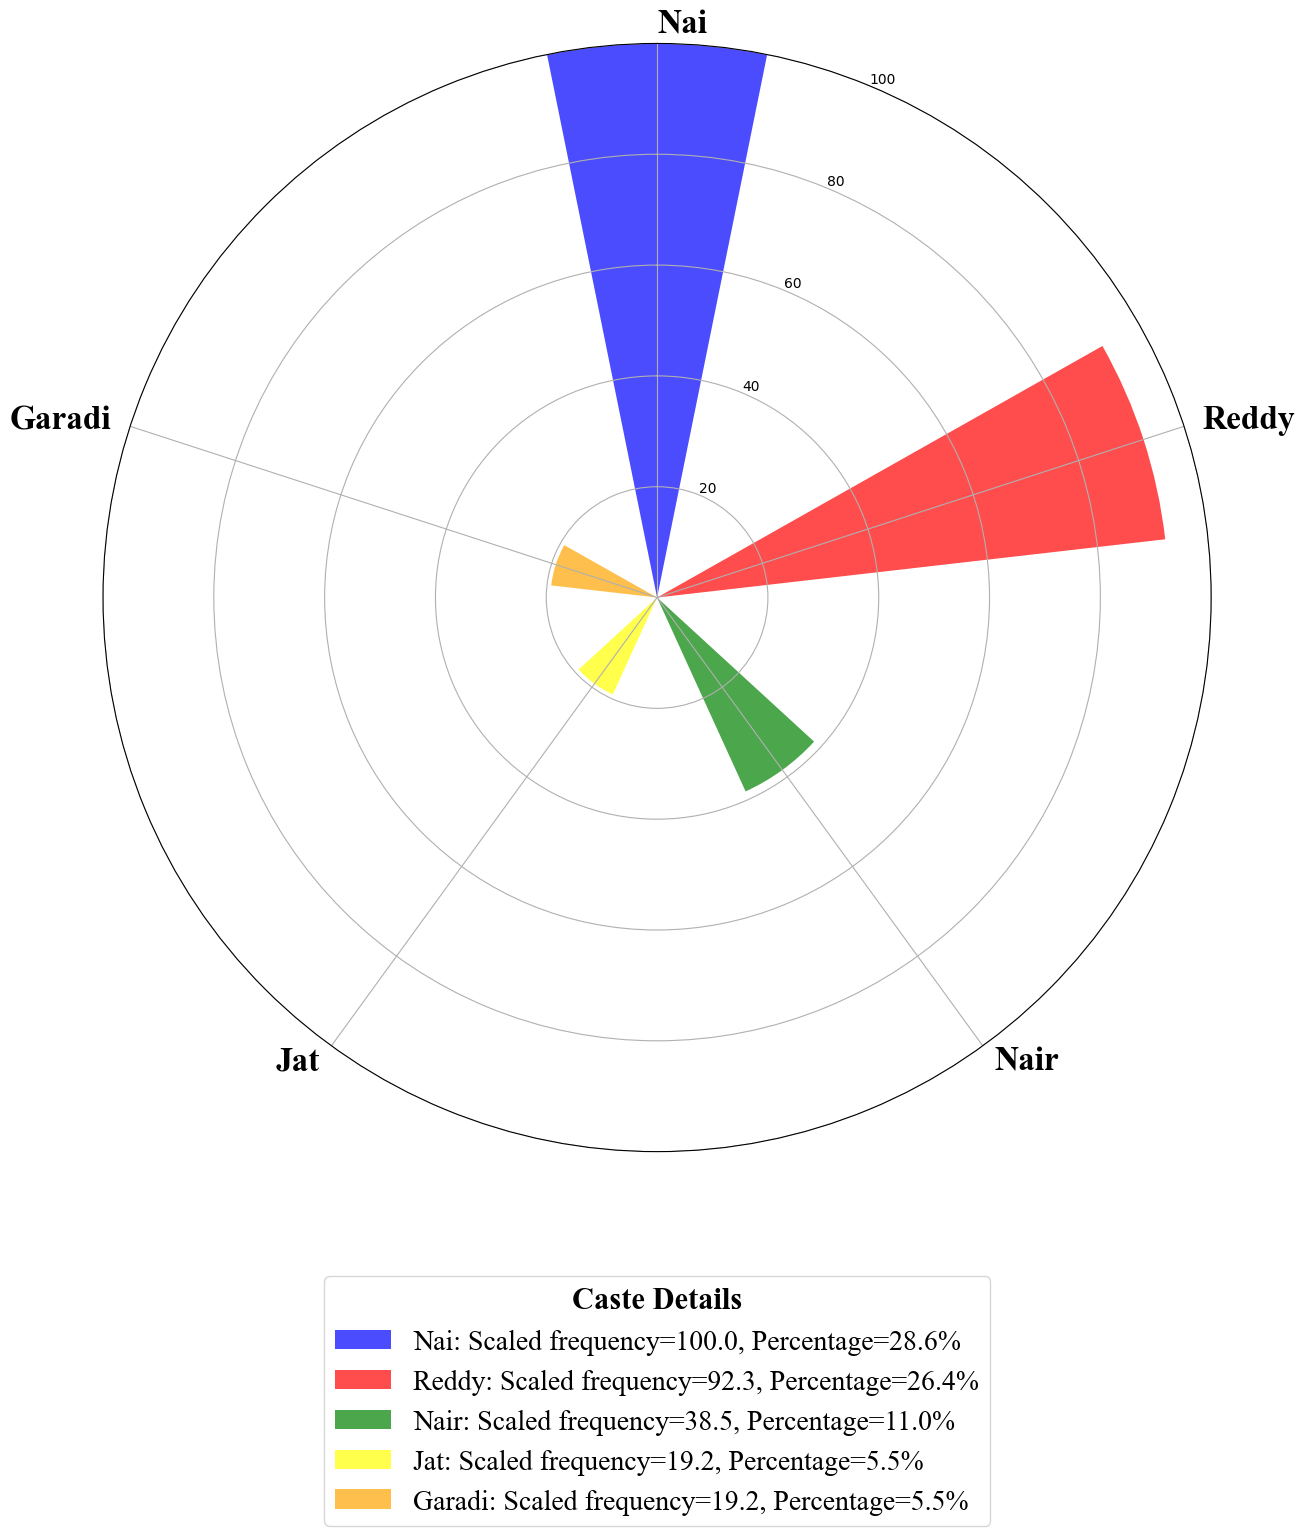 Nai
100
80
60
40
20
Garadi
Reddy
Jat
Nair
Caste Details
Nai: Scaled frequency=100.0, Percentage=28.6%
Reddy: Scaled frequency=92.3, Percentage=26.4%
Nair: Scaled frequency=38.5, Percentage=11.0%
Jat: Scaled frequency=19.2, Percentage=5.5%
Garadi: Scaled frequency=19.2, Percentage=5.5%